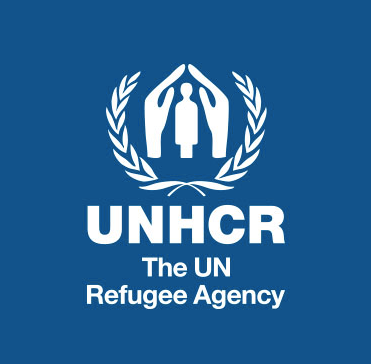 UNHCR
The UN
Refugee Agency